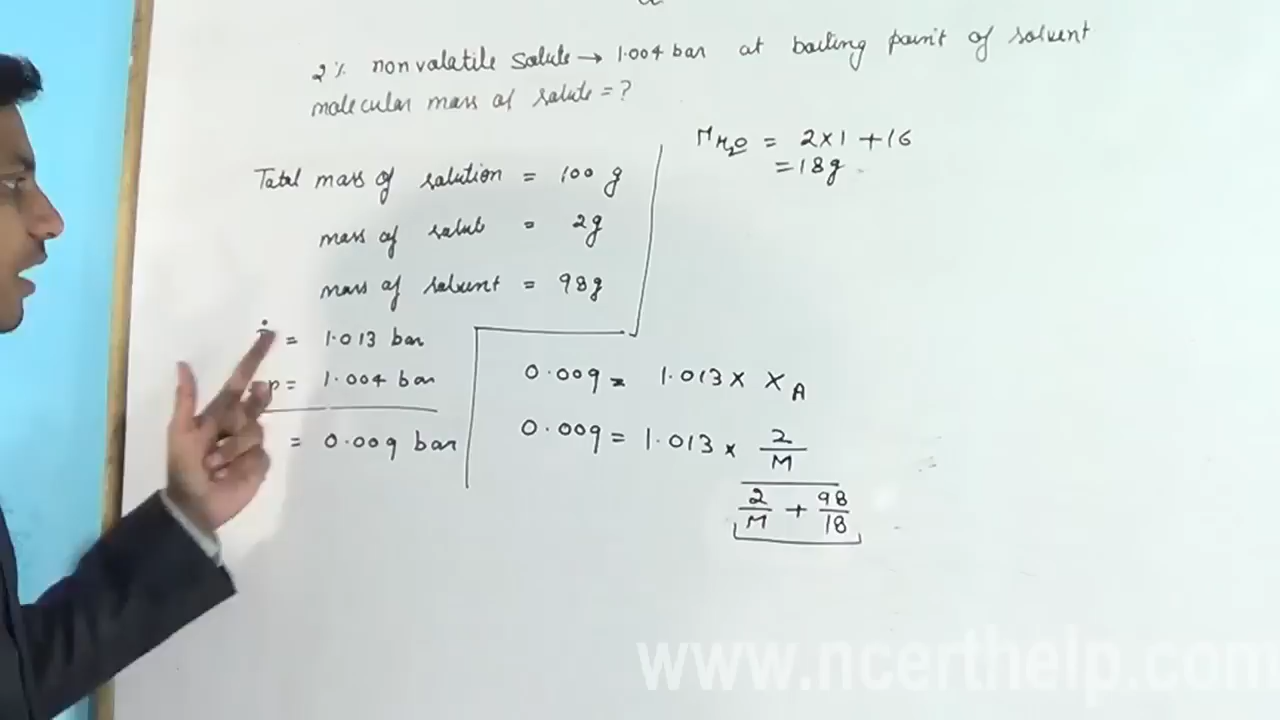 2% nonvolatile solute → 1.004 bar at boiling point of solvent
molecular mass of solute = ?
Total mass of solution = 100 g
mass of solut = 2g
mass of solvent = 98g
= 1.013 bar
p = 1.004 bar
= 0.009 bar
M H₂O = 2×1 + 16
= 18g
0.009 = 1.013 × X_A
0.009 = 1.013 × 2/M
2/M + 98/18
www.ncerthelp.com